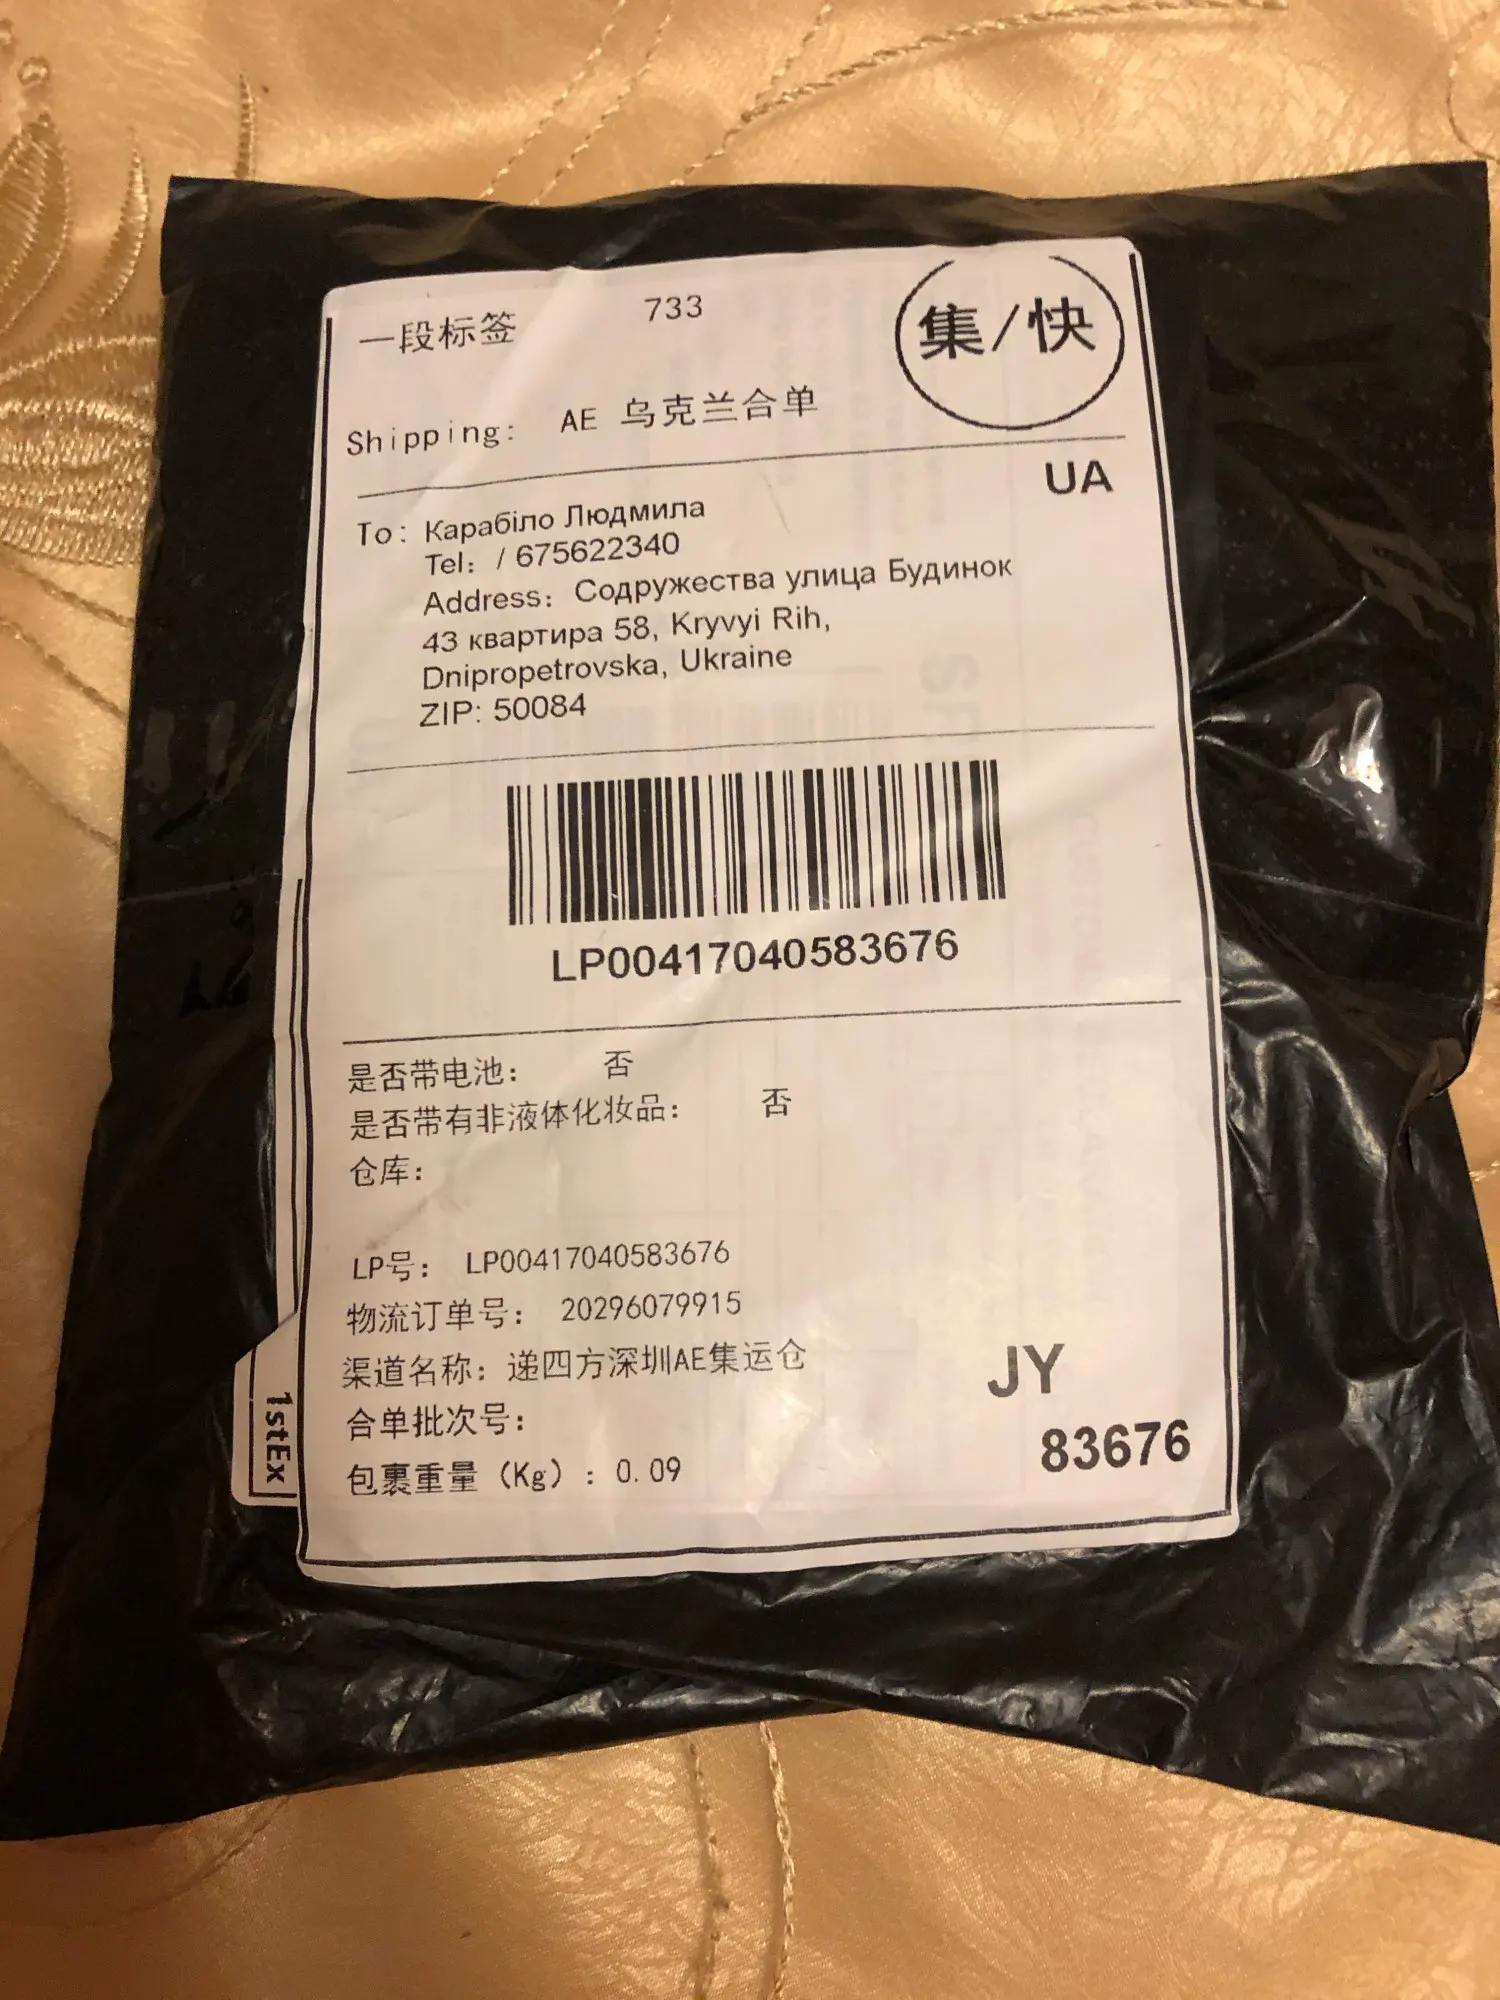 一段标签 733
集/快
Shipping: AE 乌克兰合单
UA
To: Карабіло Людмила
Tel: / 675622340
Address: Содружества улица Будинок
43 квартира 58, Kryvyi Rih,
Dnipropetrovska, Ukraine
ZIP: 50084
LP00417040583676
是否带电池: 否
是否带有非液体化妆品: 否
仓库:
LP号: LP00417040583676
物流订单号: 20296079915
渠道名称: 递四方深圳AE集运仓
JY
合单批次号:
83676
包裹重量 (Kg) : 0.09
1stEx